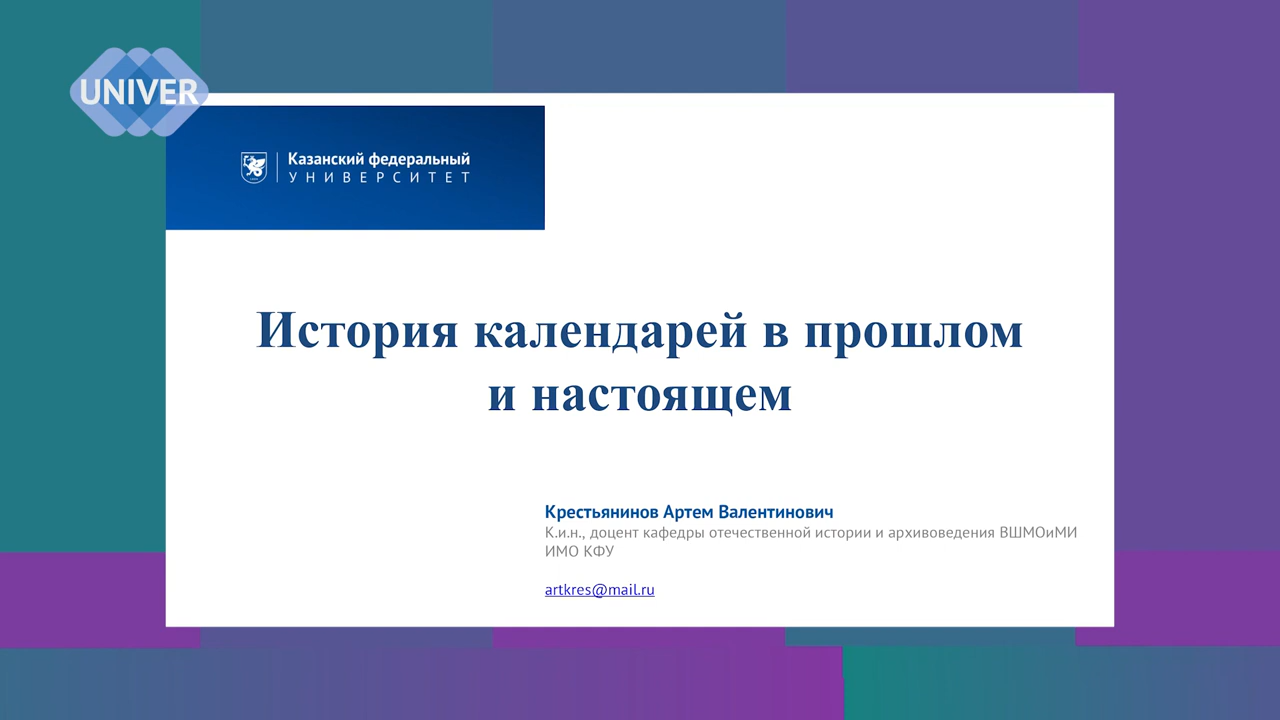 UNIVER
Казанский федеральный
УНИВЕРСИТЕТ
История календарей в прошлом
и настоящем
Крестьянинов Артем Валентинович
К.и.н., доцент кафедры отечественной истории и архивоведения ВШМОиМИ
ИМО КФУ
artkres@mail.ru